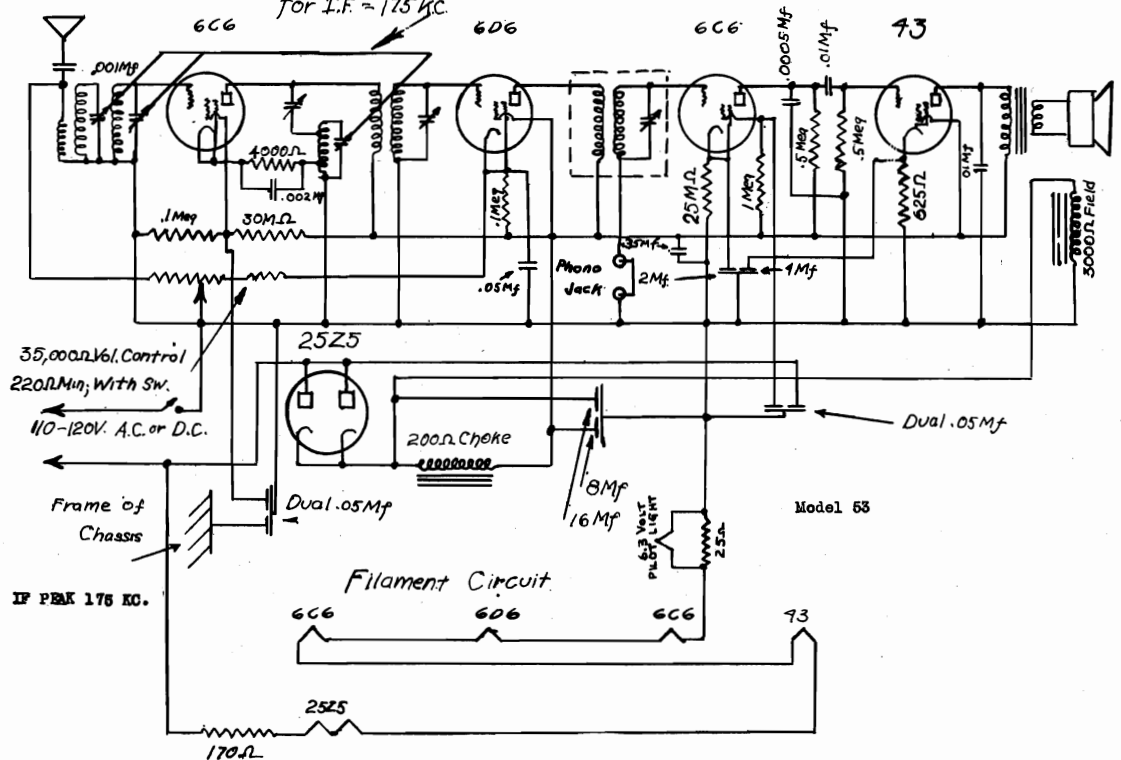 for I.F. = 175 K.C.
6C6
6D6
6C6
43
.001Mf
.0005Mf
.01Mf
4000Ω
.002Mf
.1Meg
30MΩ
.1Meg
.05Mf
25MΩ
1Meg
.5Meg
.5Meg
625Ω
.01Mf
3000Ω Field
.35Mf
Phono
Jack
2Mf
4Mf
35,000Ω Vol. Control
220Ω Min; With Sw.
110-120V. A.C. or D.C.
25Z5
200Ω Choke
Dual .05Mf
Dual .05Mf
8Mf
16Mf
Frame of
Chassis
Model 53
6.3 VOLT
PILOT LIGHT
25Ω
IF PEAK 175 KC.
Filament Circuit
6C6
6D6
6C6
43
25Z5
170Ω